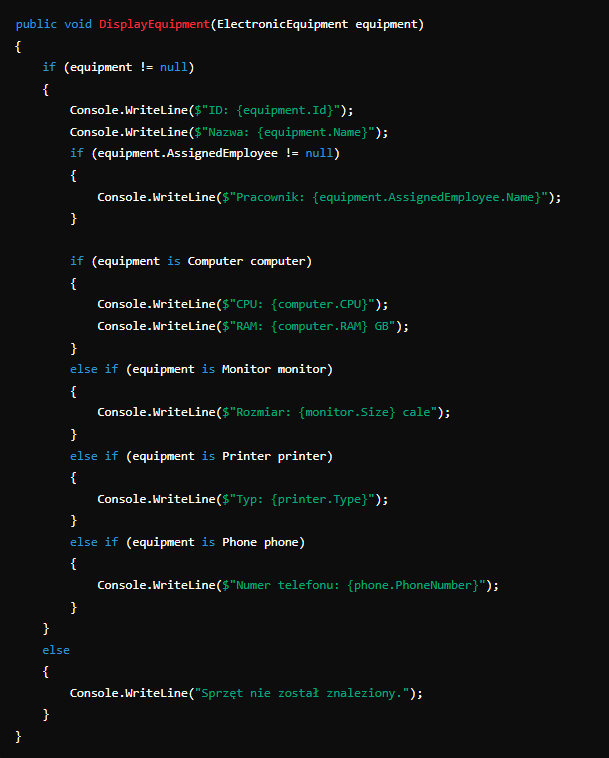 public void DisplayEquipment(ElectronicEquipment equipment)
{
    if (equipment != null)
    {
        Console.WriteLine($"ID: {equipment.Id}");
        Console.WriteLine($"Nazwa: {equipment.Name}");
        if (equipment.AssignedEmployee != null)
        {
            Console.WriteLine($"Pracownik: {equipment.AssignedEmployee.Name}");
        }

        if (equipment is Computer computer)
        {
            Console.WriteLine($"CPU: {computer.CPU}");
            Console.WriteLine($"RAM: {computer.RAM} GB");
        }
        else if (equipment is Monitor monitor)
        {
            Console.WriteLine($"Rozmiar: {monitor.Size} cale");
        }
        else if (equipment is Printer printer)
        {
            Console.WriteLine($"Typ: {printer.Type}");
        }
        else if (equipment is Phone phone)
        {
            Console.WriteLine($"Numer telefonu: {phone.PhoneNumber}");
        }
    }
    else
    {
        Console.WriteLine("Sprzęt nie został znaleziony.");
    }
}